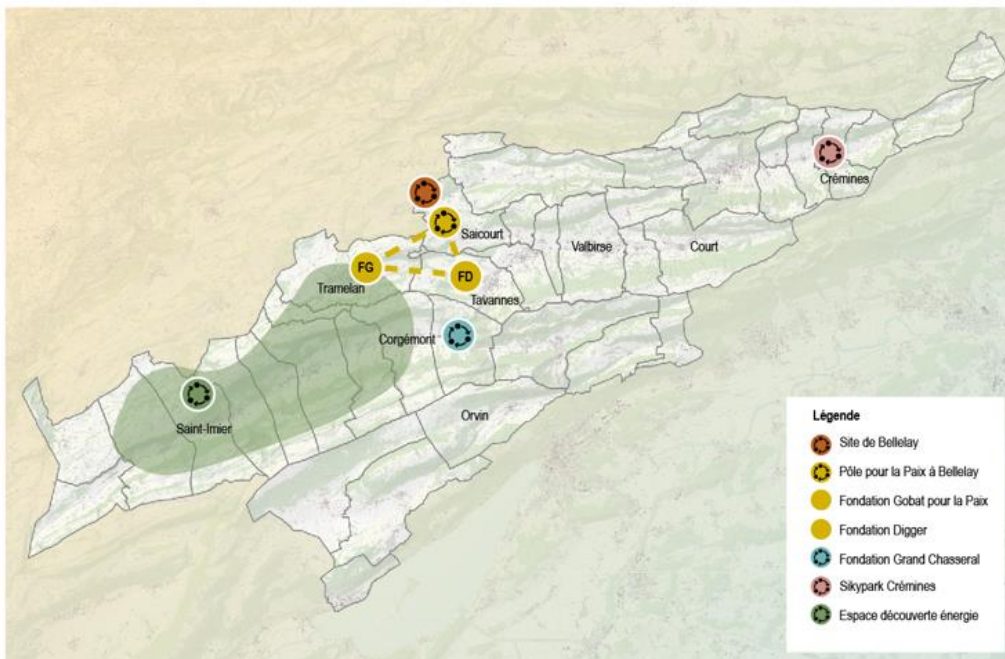 Crémines
Saicourt
Valbirse
Court
FG
FD
Tramelan
Tavannes
Corgémont
Saint-Imier
Orvin
Légende
Site de Bellelay
Pôle pour la Paix à Bellelay
Fondation Gobat pour la Paix
Fondation Digger
Fondation Grand Chasseral
Sikypark Crémines
Espace découverte énergie